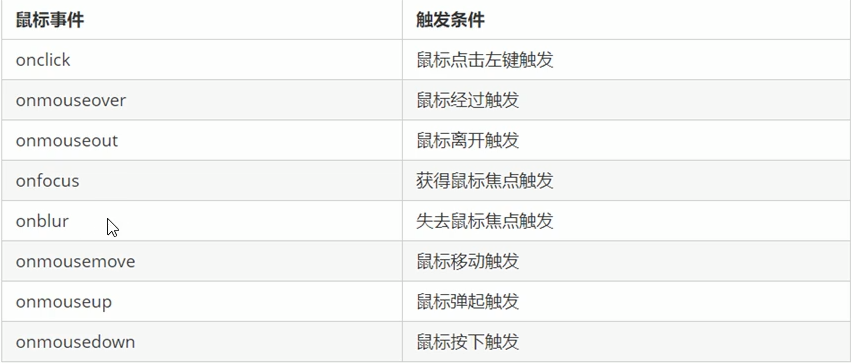 鼠标事件 触发条件
onclick 鼠标点击左键触发
onmouseover 鼠标经过触发
onmouseout 鼠标离开触发
onfocus 获得鼠标焦点触发
onblur 失去鼠标焦点触发
onmousemove 鼠标移动触发
onmouseup 鼠标弹起触发
onmousedown 鼠标按下触发